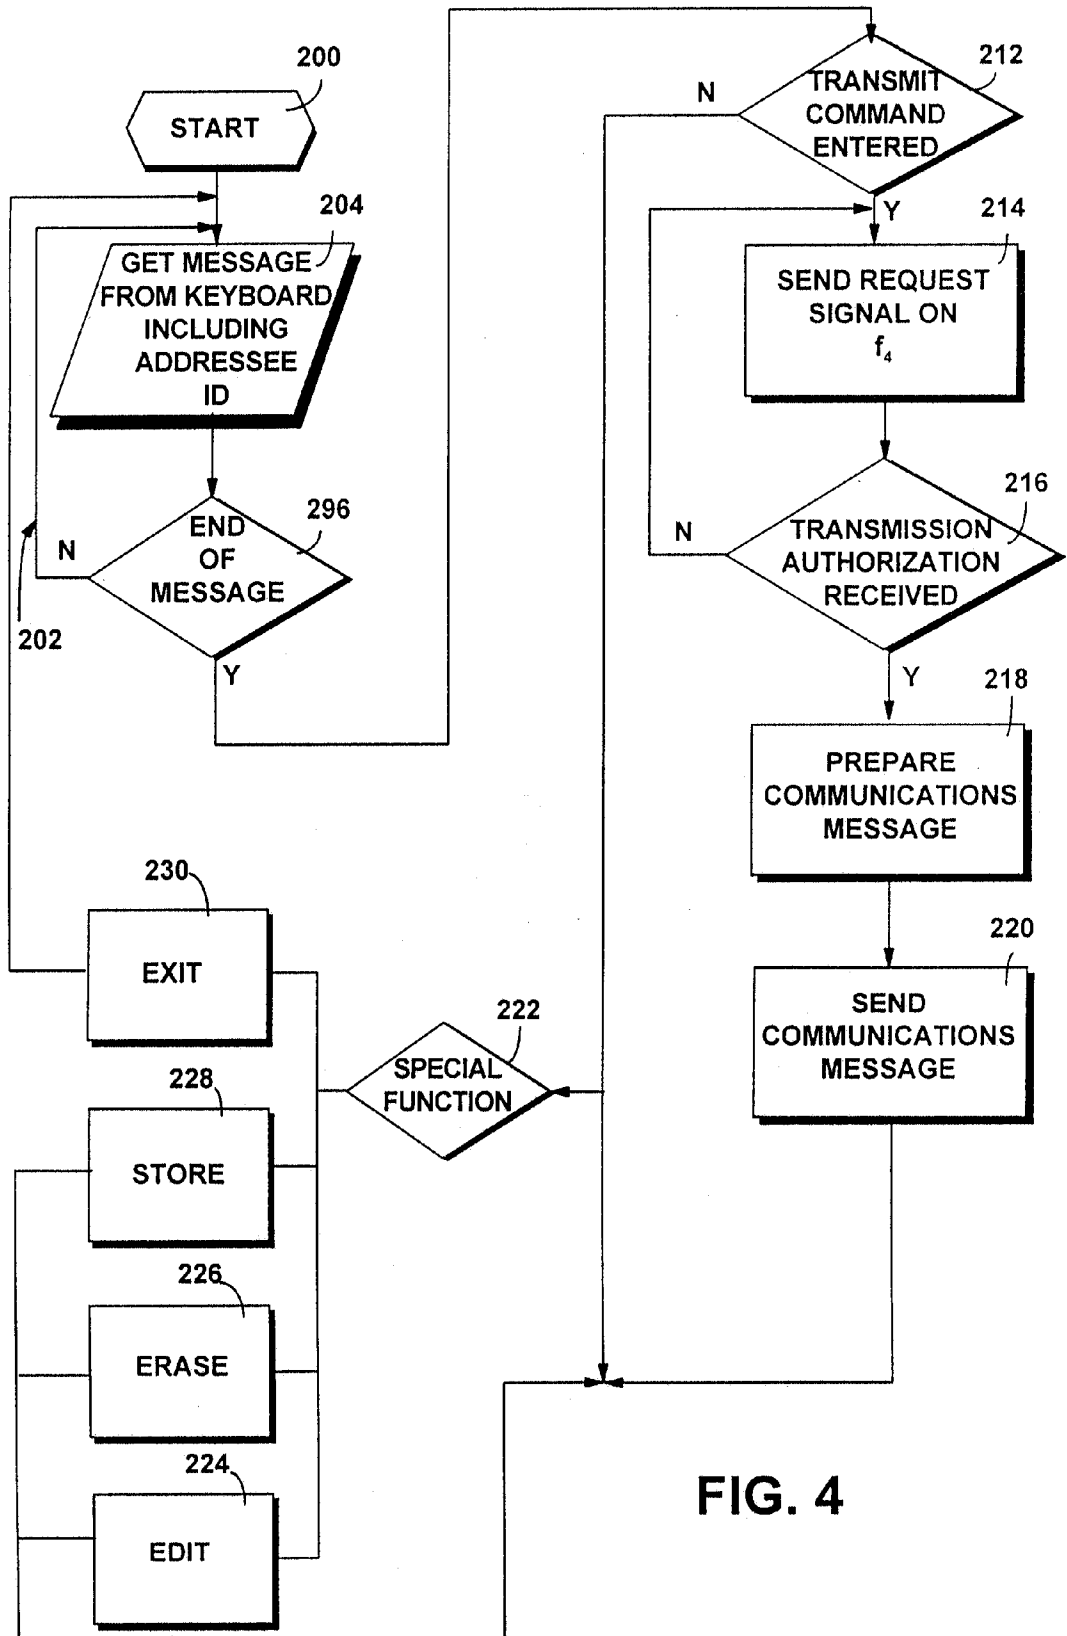 200
START
204
GET MESSAGE
FROM KEYBOARD
INCLUDING
ADDRESSEE
ID
296
END
OF
MESSAGE
N
202
Y
212
TRANSMIT
COMMAND
ENTERED
N
Y
214
SEND REQUEST
SIGNAL ON
f4
216
TRANSMISSION
AUTHORIZATION
RECEIVED
N
Y
218
PREPARE
COMMUNICATIONS
MESSAGE
220
SEND
COMMUNICATIONS
MESSAGE
222
SPECIAL
FUNCTION
230
EXIT
228
STORE
226
ERASE
224
EDIT
FIG. 4